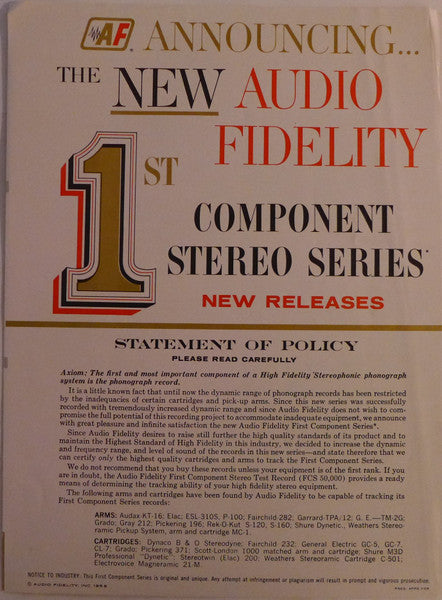 AF ANNOUNCING...
THE NEW AUDIO
FIDELITY
1ST
COMPONENT
STEREO SERIES*
NEW RELEASES
STATEMENT OF POLICY
PLEASE READ CAREFULLY
Axiom: The first and most important component of a High Fidelity Stereophonic phonograph
system is the phonograph record.
It is a little known fact that until now the dynamic range of phonograph records has been restricted
by the inadequacies of certain cartridges and pick-up arms. Since this new series was successfully
recorded with tremendously increased dynamic range and since Audio Fidelity does not wish to com-
promise the full potential of this recording project to accommodate inadequate equipment, we announce
with great pleasure and infinite satisfaction the new Audio Fidelity First Component Series*.
Since Audio Fidelity desires to raise still further the high quality standards of its product and to
maintain the Highest Standard of High Fidelity in this industry, we decided to increase the dynamic
and frequency range, and level of sound of the records in this new series—and state therefore that we
can certify only the highest quality cartridges and arms to track the First Component Series.
We do not recommend that you buy these records unless your equipment is of the first rank. If you
are in doubt, the Audio Fidelity First Component Series Stereo Test Record (FCS 50,000) provides a ready
means of determining the tracking ability of your high fidelity stereo equipment.
The following arms and cartridges have been found by Audio Fidelity to be capable of tracking its
First Component Series records:
ARMS: Audax-KT-16; Elac; ESL 310S, P-100; Fairchild-282; Garrard-TPA/12; G. E.—TM-2G;
Grado; Gray 212; Pickering 196; Rek-O-Kut S-120, S-160; Shure Dynetic; Weathers Stereo-
ramic Pickup System, arm and cartridge MC-1.
CARTRIDGES: Dynaco B & O Stereodyne; Fairchild 232; General Electric GC-5, GC-7,
CL-7; Grado; Pickering 371; Scott-London 1000 matched arm and cartridge; Shure M3D
Professional "Dynetic"; Stereotwin (Elac) 200; Weathers Stereoramic Cartridge C-501;
Electrovoice Magneramic 21-M.
NOTICE TO INDUSTRY: This First Component Series is original and unique. Any attempt at infringement or plagiarism will result in prompt and vigorous prosecution.
© AUDIO FIDELITY, INC. 1959